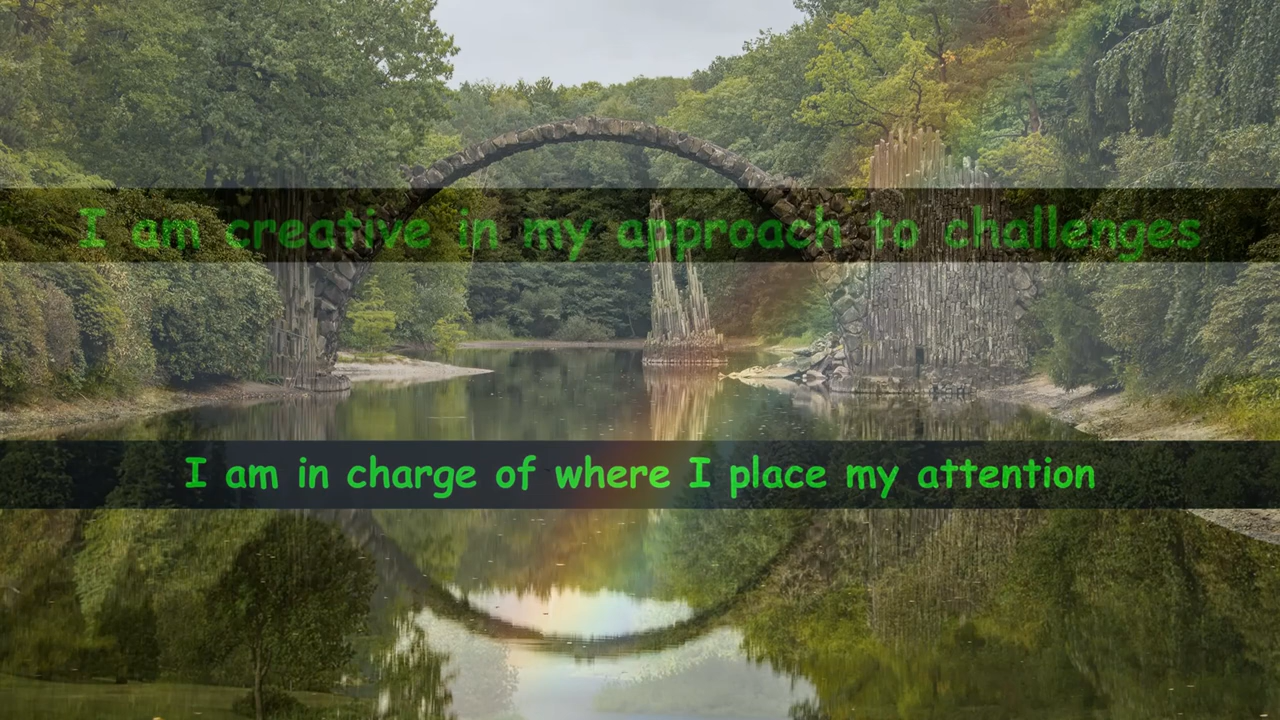 I am creative in my approach to challenges
I am in charge of where I place my attention